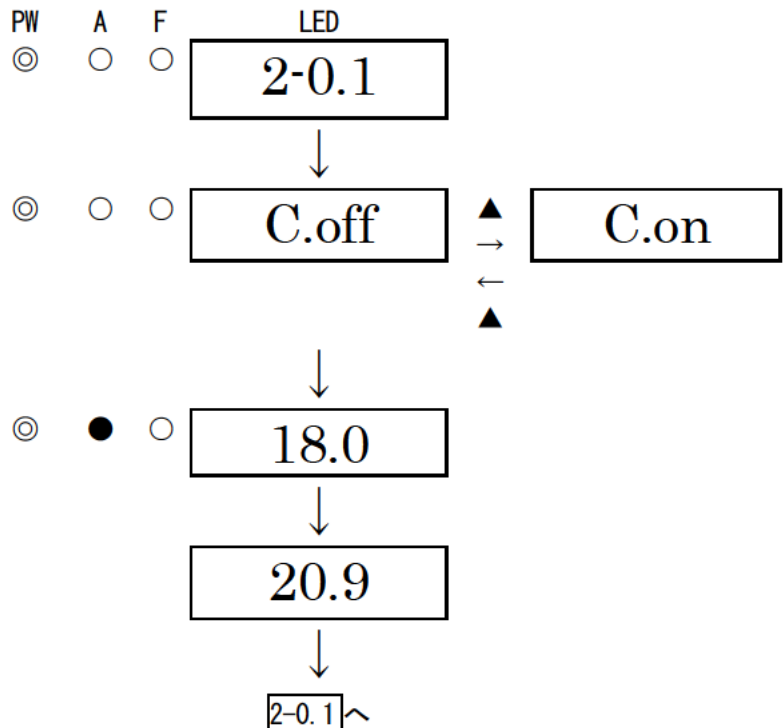 PW A F LED
◎ ○ ○ 2-0.1
↓
◎ ○ ○ C.off ▲ C.on
→
←
▲
↓
◎ ● ○ 18.0
↓
20.9
↓
2-0.1へ